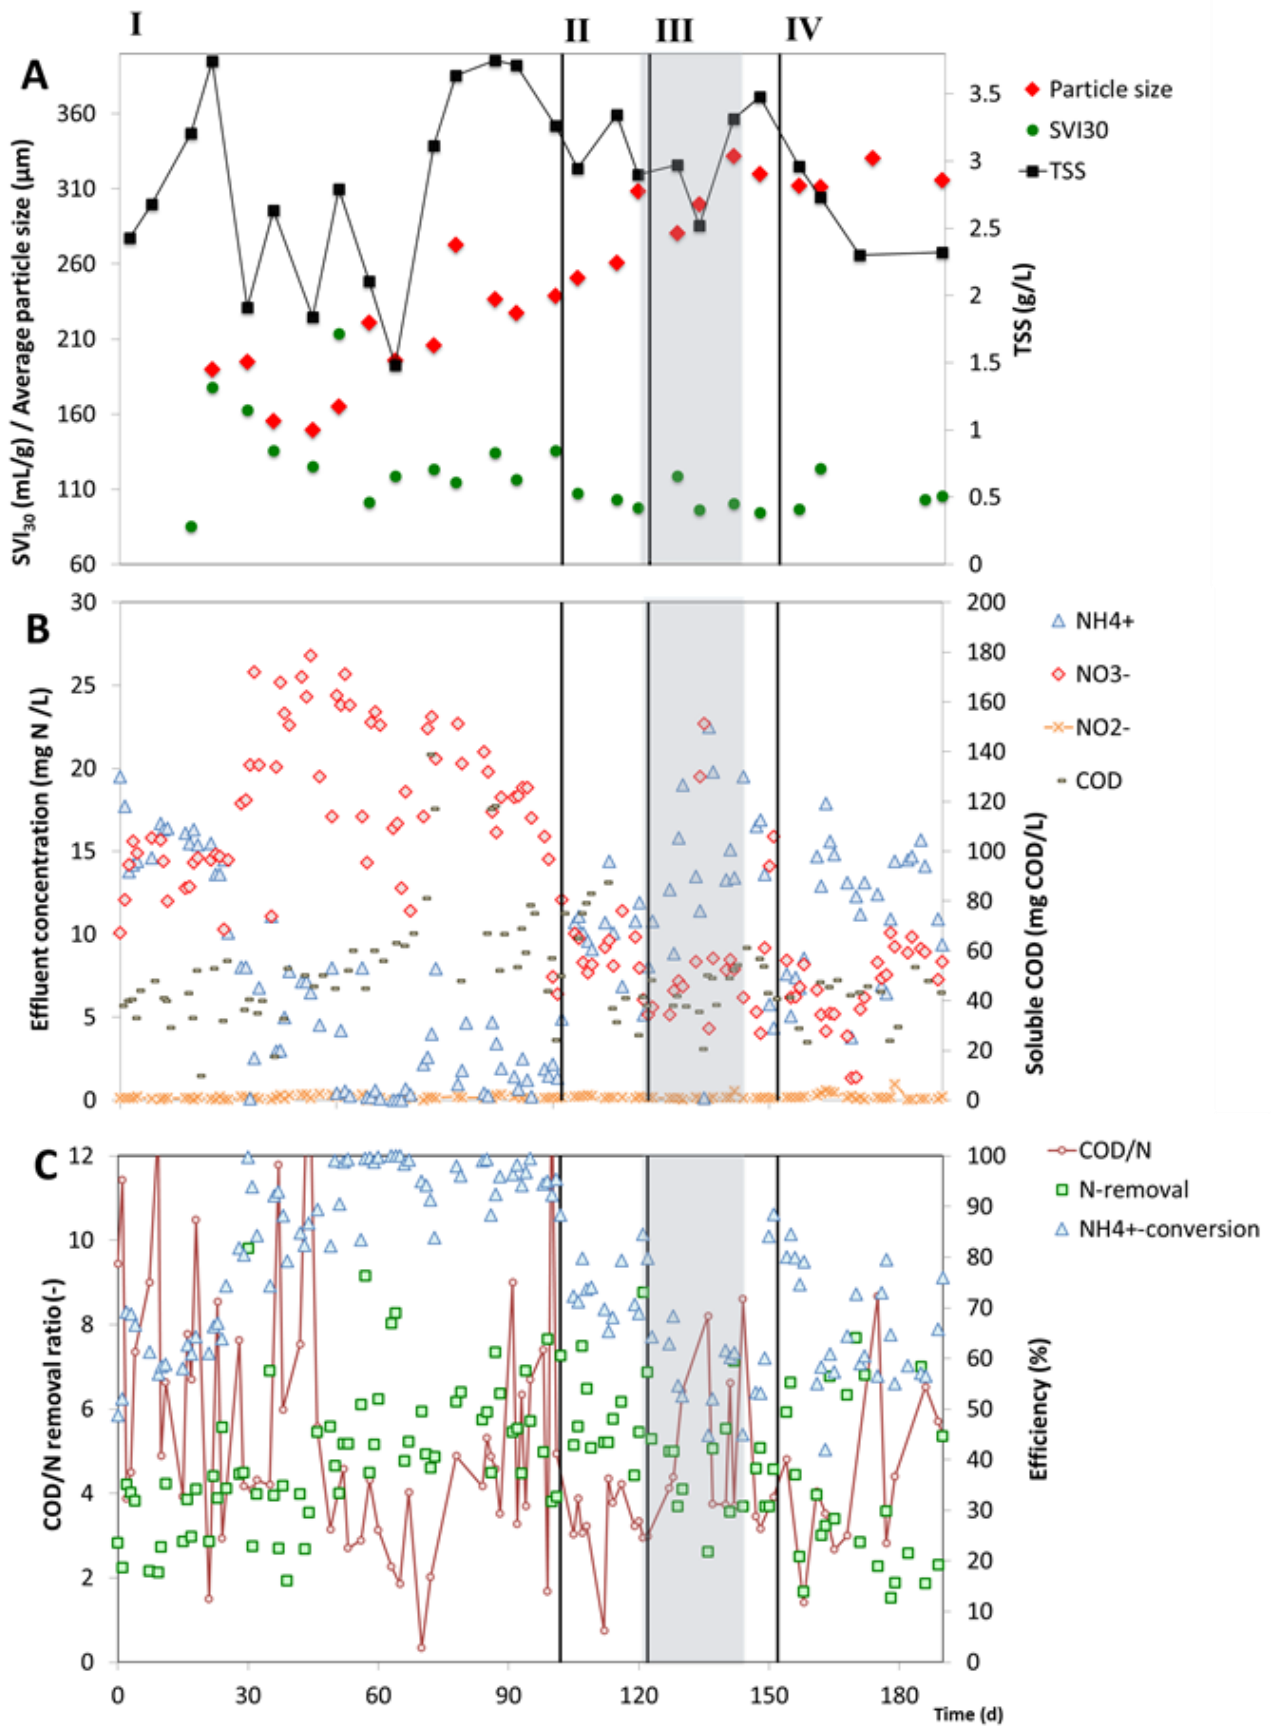 I II III IV
A
360
310
260
210
160
110
60
SVI30 (mL/g) / Average particle size (µm)
3.5
3
2.5
2
1.5
1
0.5
0
TSS (g/L)
Particle size
SVI30
TSS
B
30
25
20
15
10
5
0
Effluent concentration (mg N /L)
200
180
160
140
120
100
80
60
40
20
0
Soluble COD (mg COD/L)
NH4+
NO3-
NO2-
COD
C
12
10
8
6
4
2
0
COD/N removal ratio(-)
100
90
80
70
60
50
40
30
20
10
0
Efficiency (%)
COD/N
N-removal
NH4+-conversion
0 30 60 90 120 150 180
Time (d)